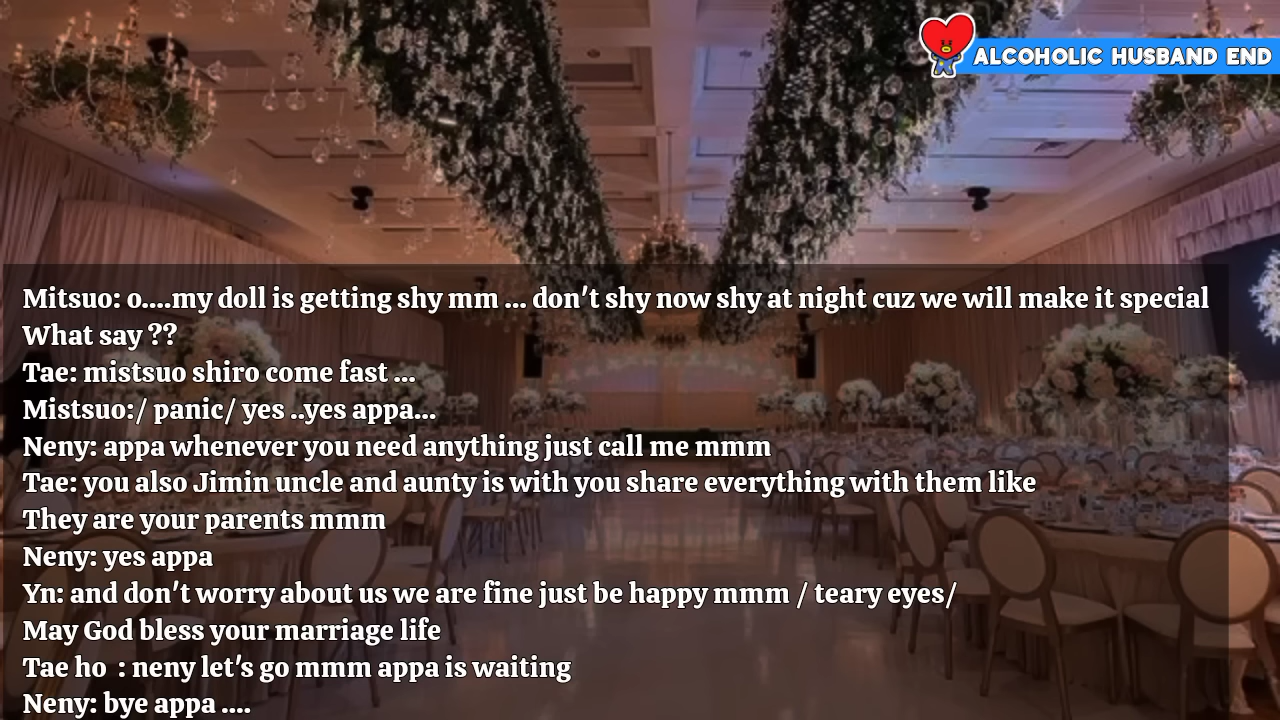 ALCOHOLIC HUSBAND END
Mitsuo: o....my doll is getting shy mm ... don't shy now shy at night cuz we will make it special
What say ??
Tae: mistsuo shiro come fast ...
Mistsuo:/ panic/ yes ..yes appa...
Neny: appa whenever you need anything just call me mmm
Tae: you also Jimin uncle and aunty is with you share everything with them like
They are your parents mmm
Neny: yes appa
Yn: and don't worry about us we are fine just be happy mmm / teary eyes/
May God bless your marriage life
Tae ho  : neny let's go mmm appa is waiting
Neny: bye appa ....